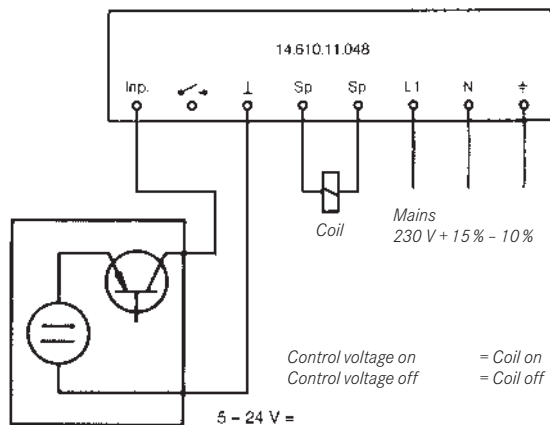 14.610.11.048
Inp. ⊥ Sp Sp L1 N ⏚
Coil
Mains
230 V + 15 % – 10 %
Control voltage on = Coil on
Control voltage off = Coil off
5 – 24 V =